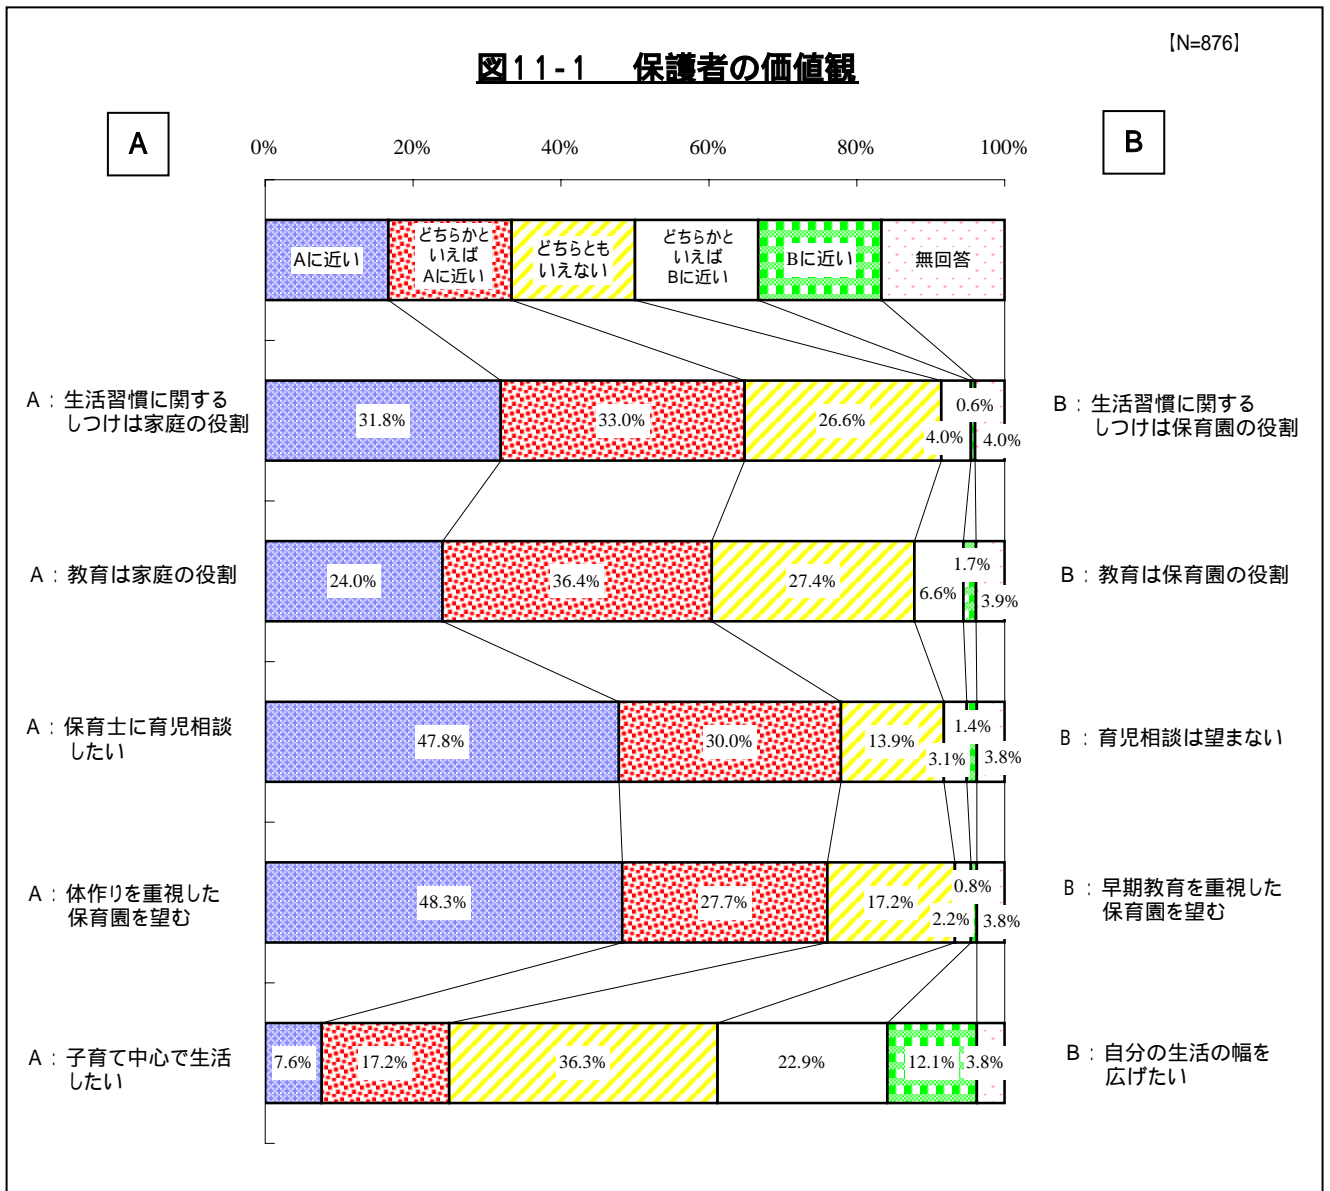 【N=876】
図11-1 保護者の価値観
A
B
0% 20% 40% 60% 80% 100%
Aに近い
どちらかと
いえば
Aに近い
どちらとも
いえない
どちらかと
いえば
Bに近い
Bに近い
無回答
A：生活習慣に関する
しつけは家庭の役割
31.8%
33.0%
26.6%
4.0%
0.6%
4.0%
B：生活習慣に関する
しつけは保育園の役割
A：教育は家庭の役割
24.0%
36.4%
27.4%
6.6%
1.7%
3.9%
B：教育は保育園の役割
A：保育士に育児相談
したい
47.8%
30.0%
13.9%
3.1%
1.4%
3.8%
B：育児相談は望まない
A：体作りを重視した
保育園を望む
48.3%
27.7%
17.2%
2.2%
0.8%
3.8%
B：早期教育を重視した
保育園を望む
A：子育て中心で生活
したい
7.6%
17.2%
36.3%
22.9%
12.1%
3.8%
B：自分の生活の幅を
広げたい